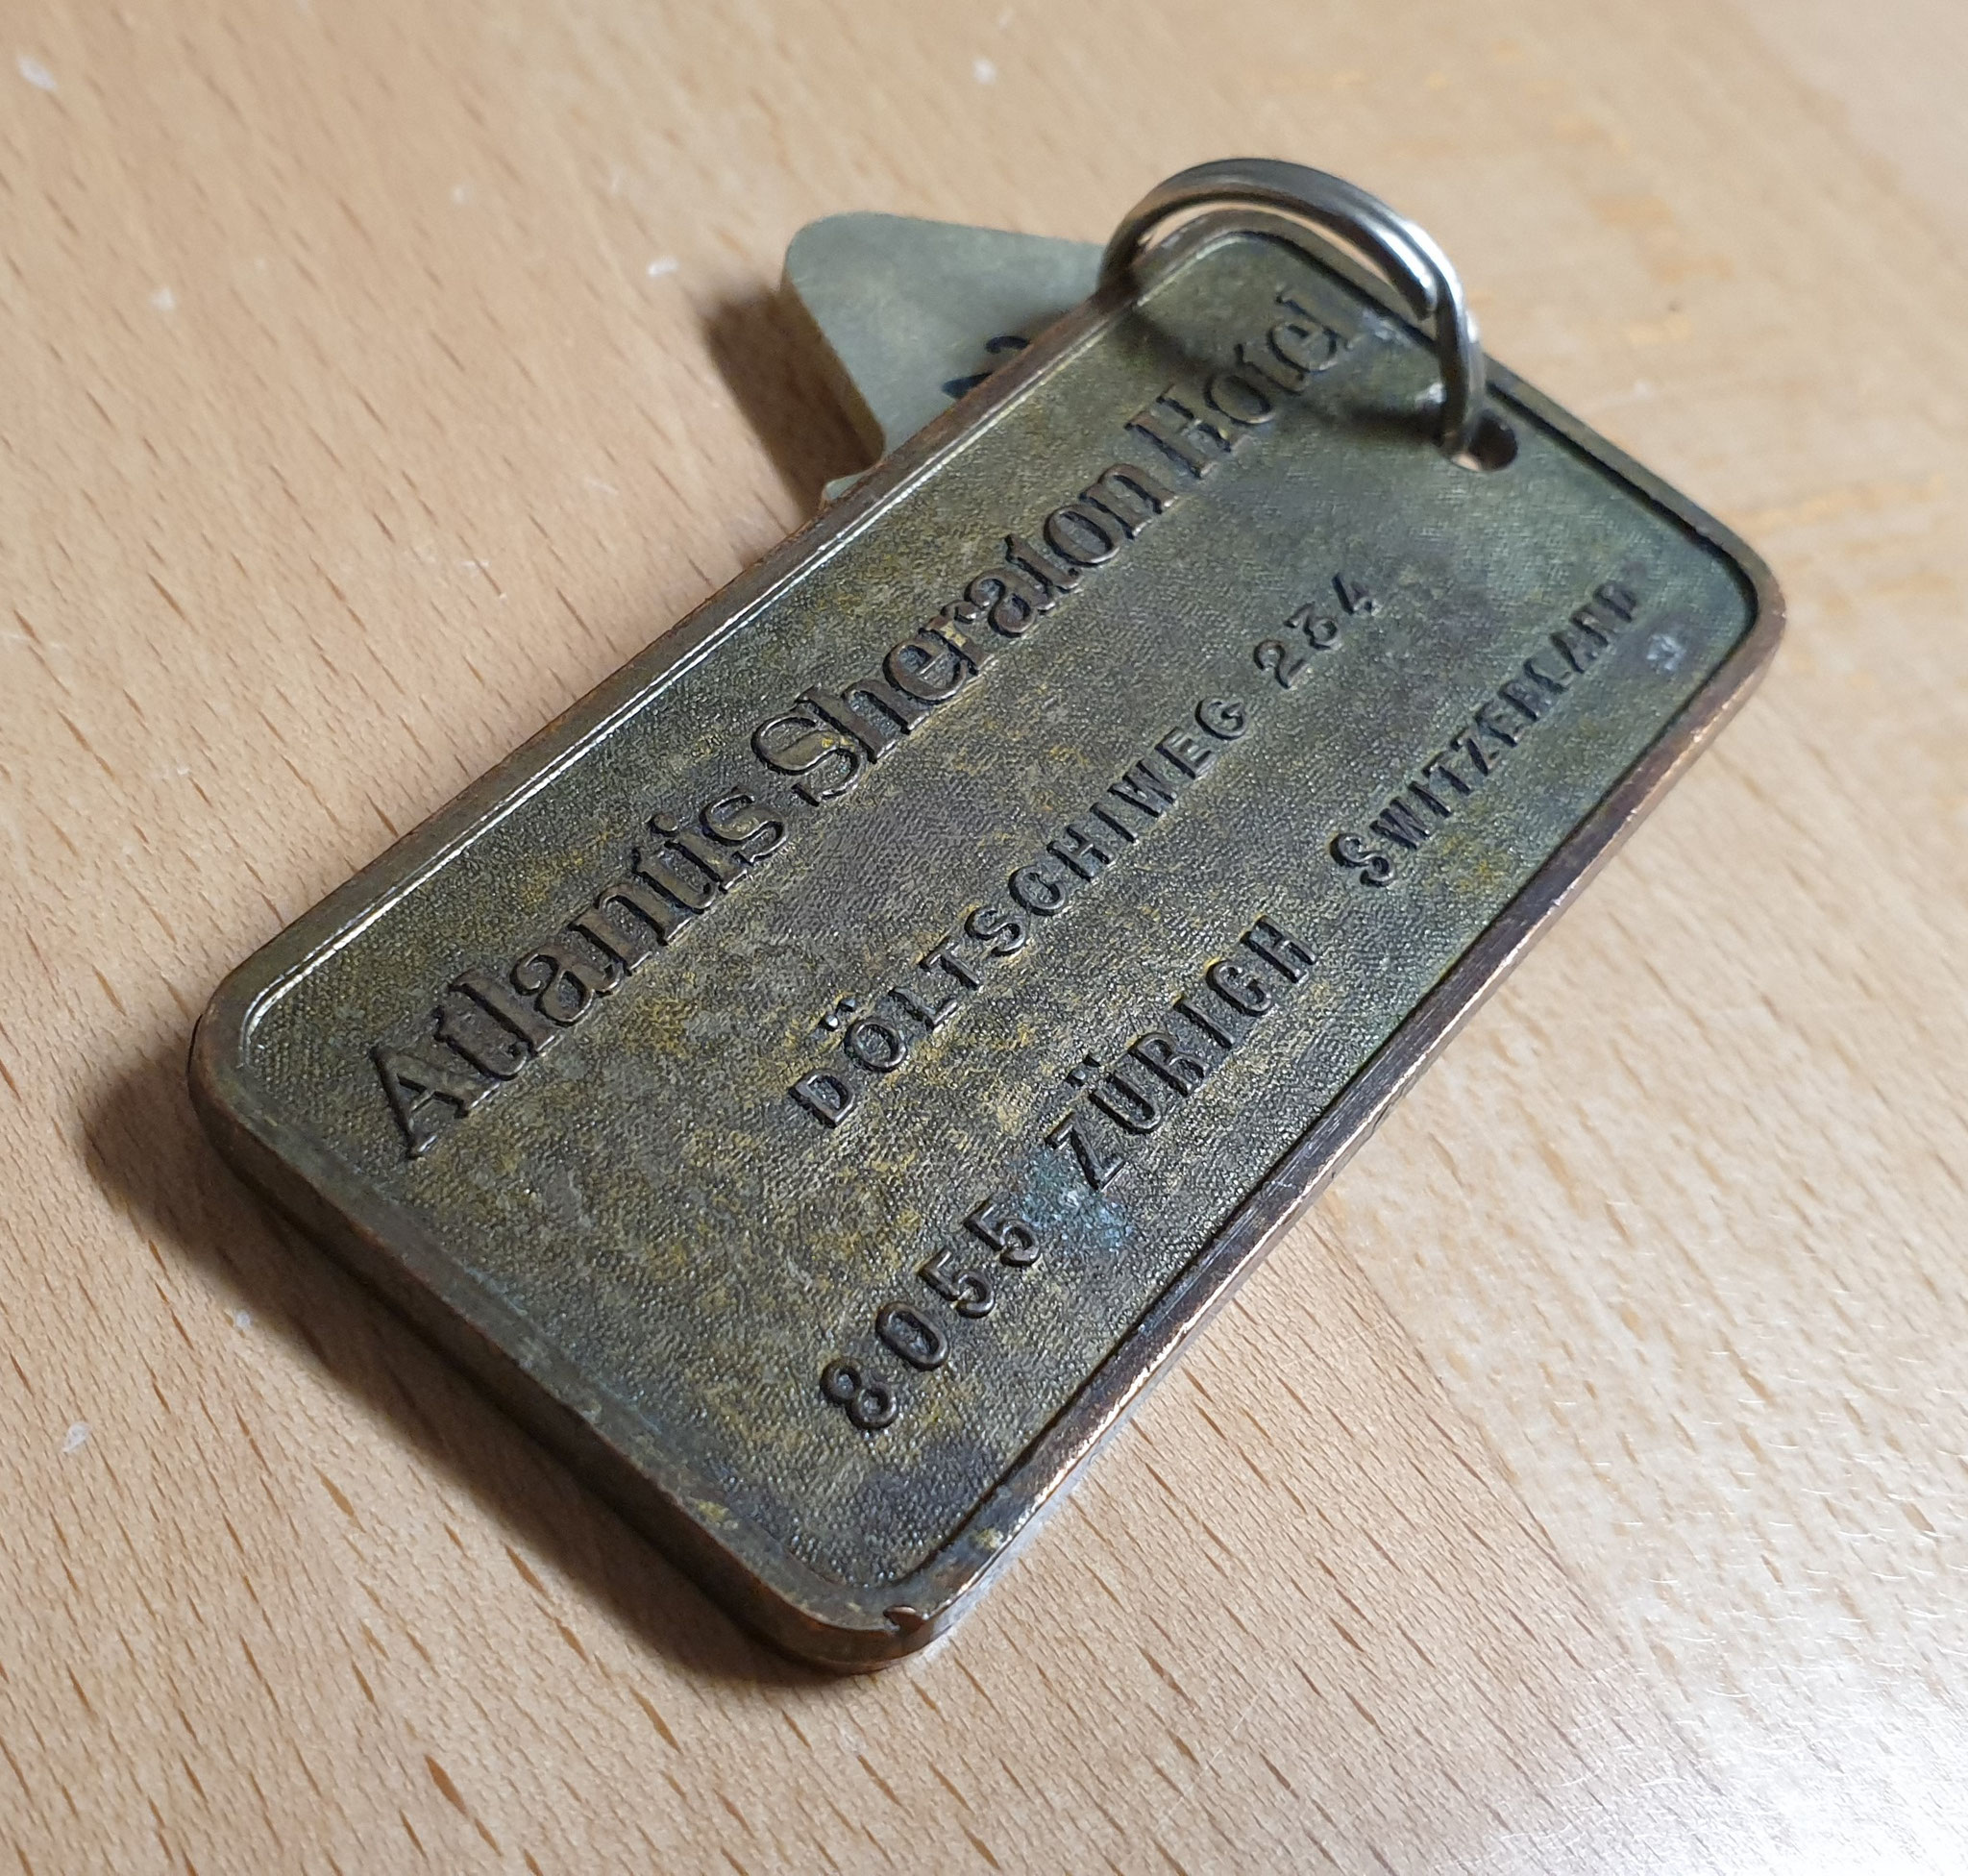 Atlantis Sheraton Hotel
DÖLTSCHIWEG 234
8055 ZÜRICH SWITZERLAND